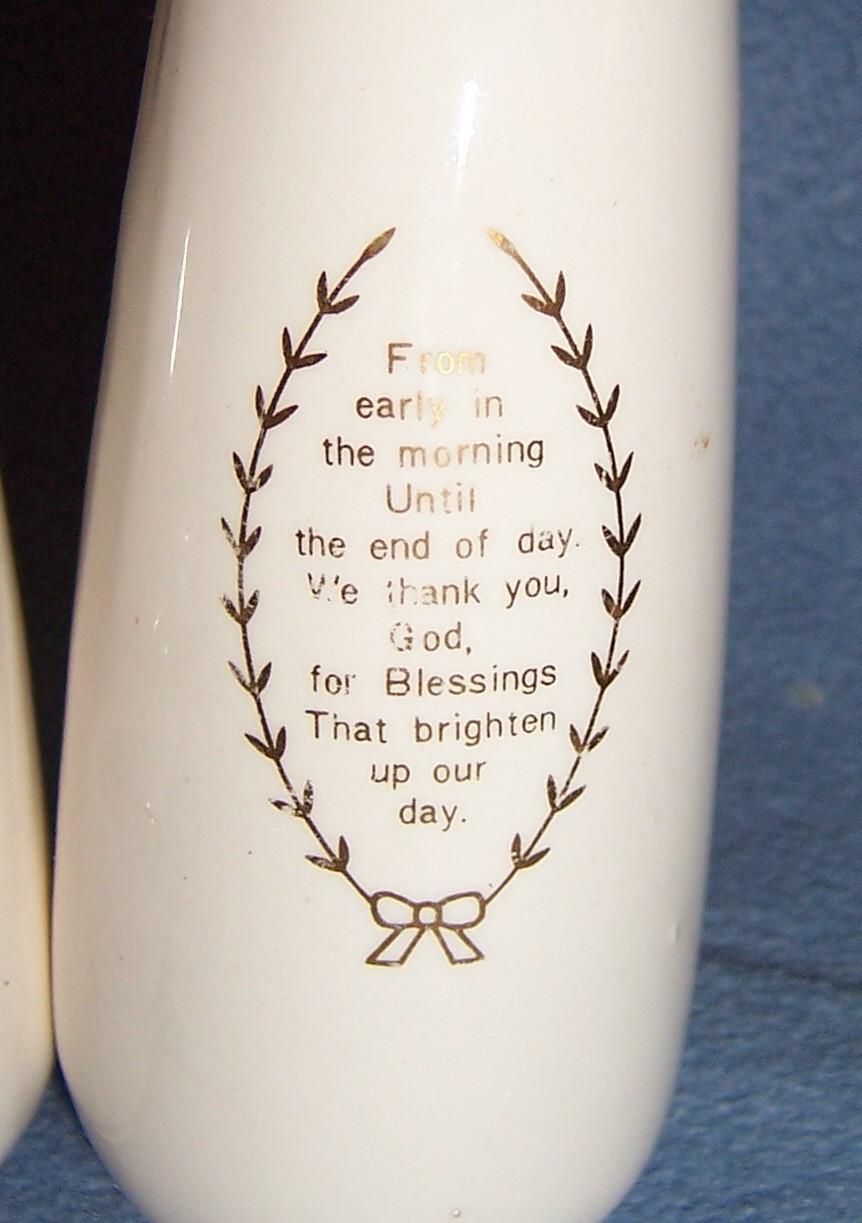 From
early in
the morning
Until
the end of day.
We thank you,
God,
for Blessings
That brighten
up our
day.